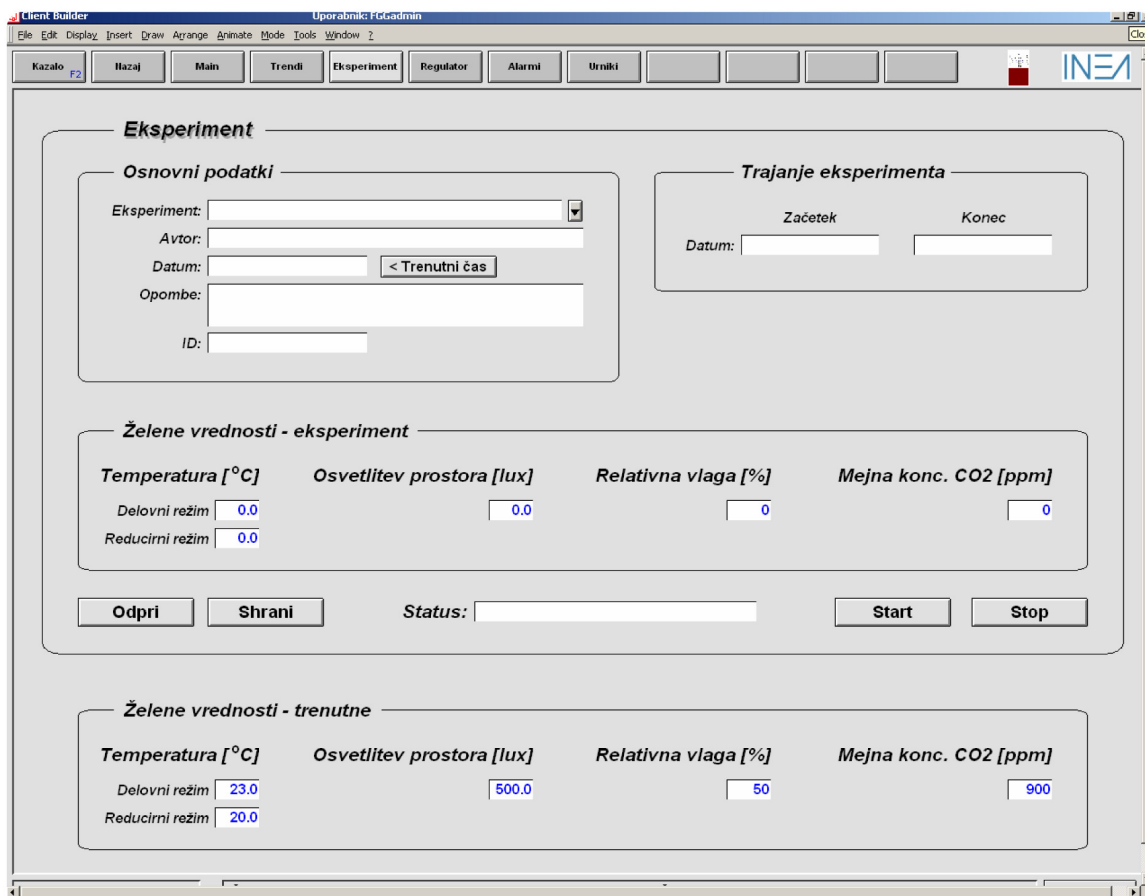 Client Builder Uporabnik: FGGadmin
File Edit Display Insert Draw Arrange Animate Mode Tools Window ?
Clo
Kazalo F2 Nazaj Main Trendi Eksperiment Regulator Alarmi Urniki
INEA
Eksperiment
Osnovni podatki
Eksperiment:
Avtor:
Datum: < Trenutni čas
Opombe:
ID:
Trajanje eksperimenta
Začetek Konec
Datum:
Želene vrednosti - eksperiment
Temperatura [°C] Osvetlitev prostora [lux] Relativna vlaga [%] Mejna konc. CO2 [ppm]
Delovni režim 0.0 0.0 0 0
Reducirni režim 0.0
Odpri Shrani Status: Start Stop
Želene vrednosti - trenutne
Temperatura [°C] Osvetlitev prostora [lux] Relativna vlaga [%] Mejna konc. CO2 [ppm]
Delovni režim 23.0 500.0 50 900
Reducirni režim 20.0